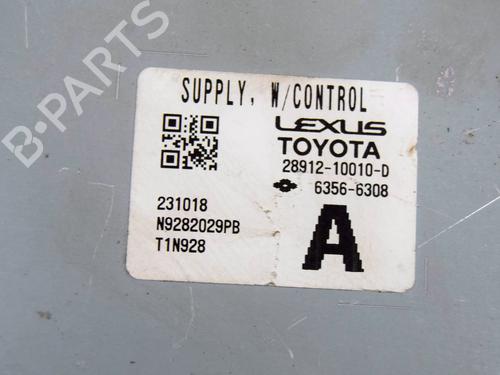 B-PARTS
SUPPLY, W/CONTROL
LEXUS
TOYOTA
28912-10010-D
6356-6308
231018
N9282029PB
T1N928
A